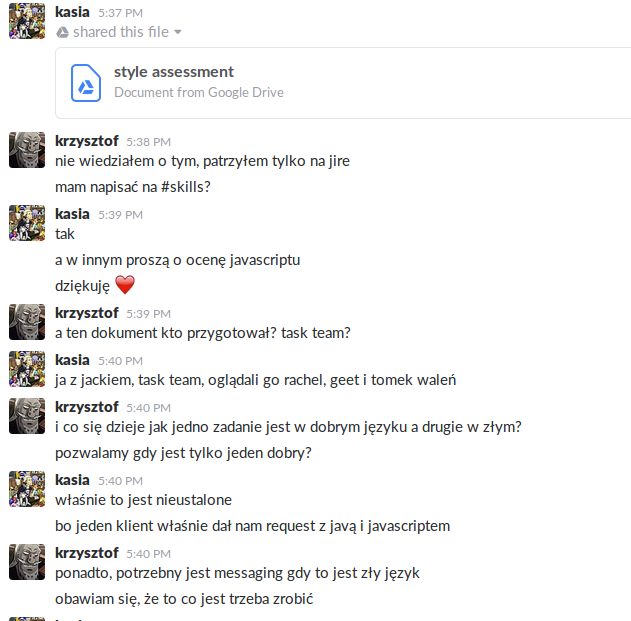 kasia 5:37 PM
shared this file
style assessment
Document from Google Drive
krzysztof 5:38 PM
nie wiedziałem o tym, patrzyłem tylko na jire
mam napisać na #skills?
kasia 5:39 PM
tak
a w innym proszą o ocenę javascriptu
dziękuję ❤️
krzysztof 5:39 PM
a ten dokument kto przygotował? task team?
kasia 5:40 PM
ja z jackiem, task team, oglądali go rachel, geet i tomek waleń
krzysztof 5:40 PM
i co się dzieje jak jedno zadanie jest w dobrym języku a drugie w złym?
pozwalamy gdy jest tylko jeden dobry?
kasia 5:40 PM
właśnie to jest nieustalone
bo jeden klient właśnie dał nam request z javą i javascriptem
krzysztof 5:40 PM
ponadto, potrzebny jest messaging gdy to jest zły język
obawiam się, że to co jest trzeba zrobić